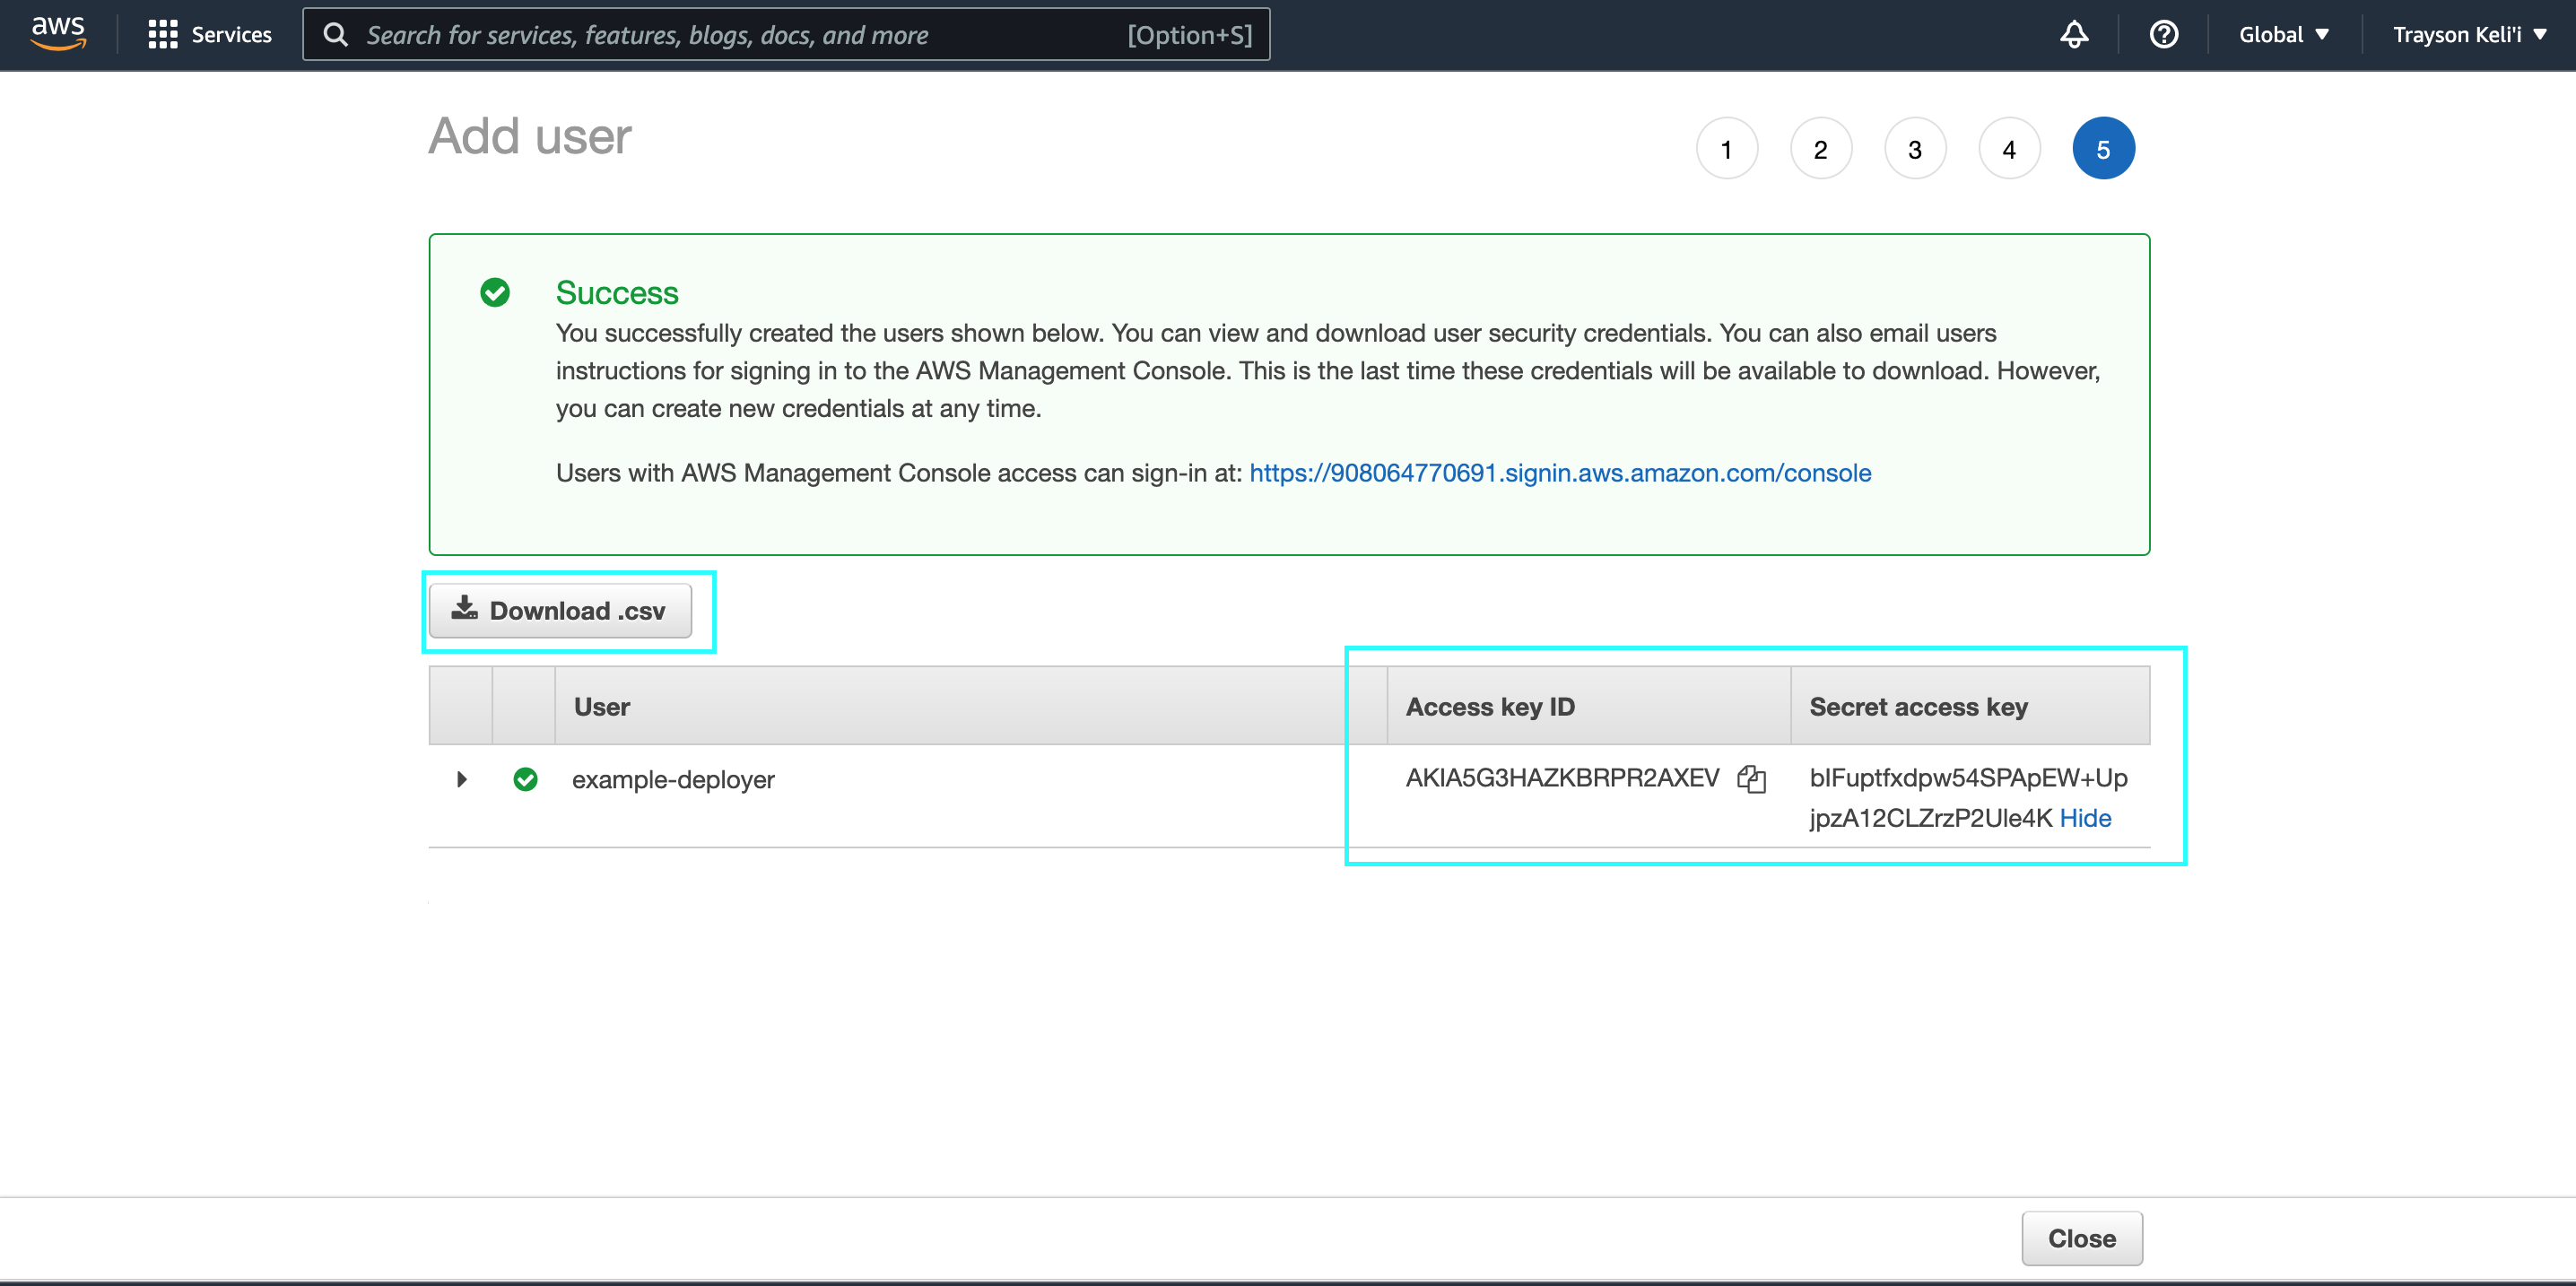 aws
Services
Search for services, features, blogs, docs, and more
[Option+S]
Global
Trayson Keli'i
Add user
1 2 3 4 5
Success
You successfully created the users shown below. You can view and download user security credentials. You can also email users
instructions for signing in to the AWS Management Console. This is the last time these credentials will be available to download. However,
you can create new credentials at any time.
Users with AWS Management Console access can sign-in at: https://908064770691.signin.aws.amazon.com/console
Download .csv
User
Access key ID
Secret access key
example-deployer
AKIA5G3HAZKBRPR2AXEV
Hide
Close